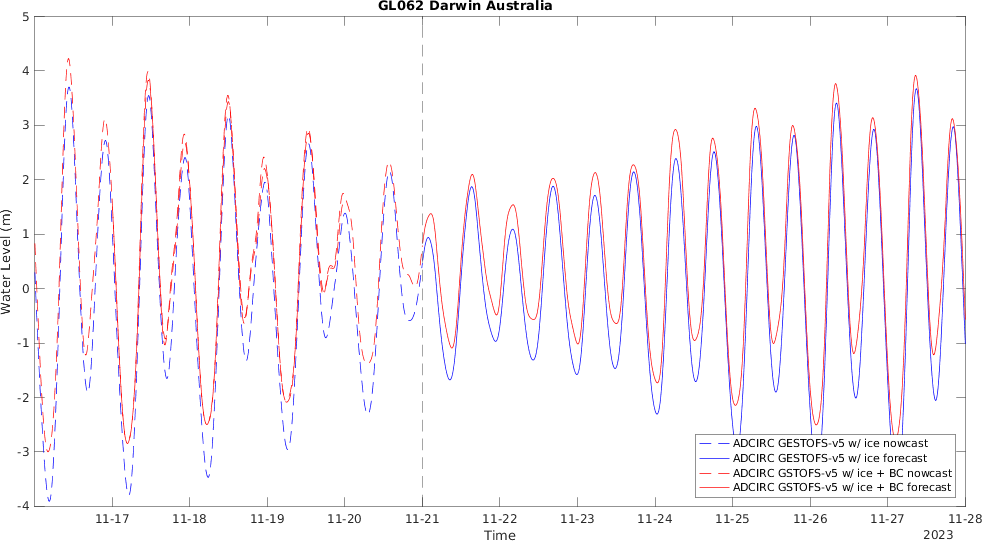 GL062 Darwin Australia
Water Level (m)
5
4
3
2
1
0
-1
-2
-3
-4
ADCIRC GESTOFS-v5 w/ ice nowcast
ADCIRC GESTOFS-v5 w/ ice forecast
ADCIRC GSTOFS-v5 w/ ice + BC nowcast
ADCIRC GSTOFS-v5 w/ ice + BC forecast
11-17 11-18 11-19 11-20 11-21 11-22 11-23 11-24 11-25 11-26 11-27 11-28
Time
2023